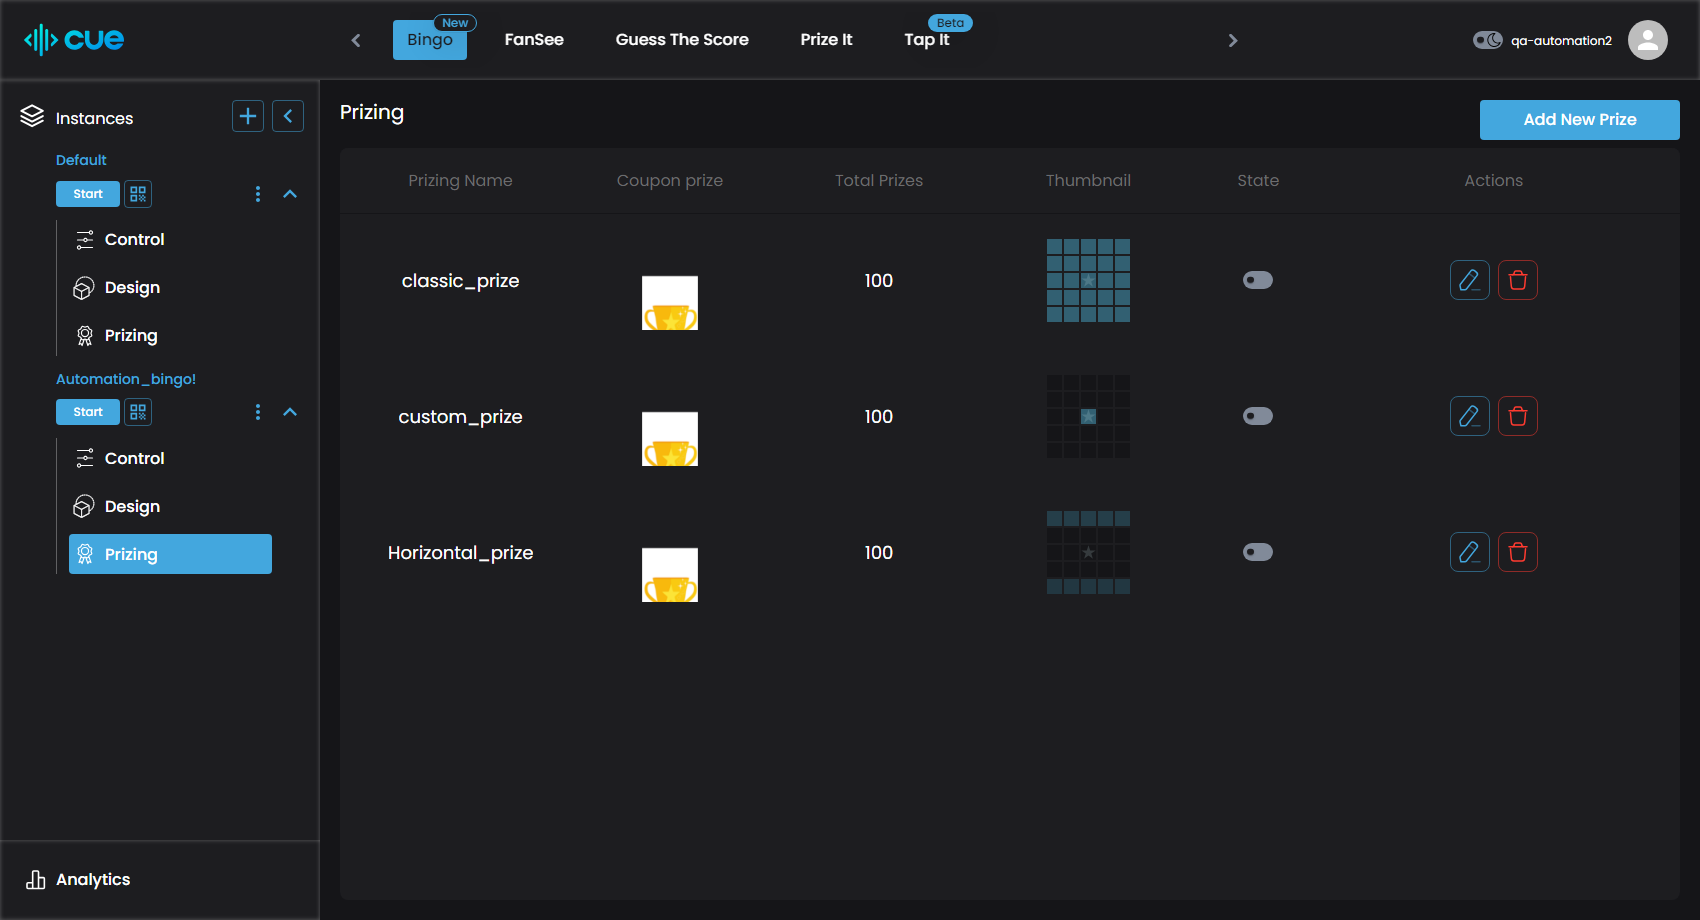 cue
Bingo
New
FanSee
Guess The Score
Prize It
Tap It
Beta
qa-automation2
Instances
Default
Start
Control
Design
Prizing
Automation_bingo!
Start
Control
Design
Prizing
Analytics
Prizing
Add New Prize
Prizing Name Coupon prize Total Prizes Thumbnail State Actions
classic_prize 100
custom_prize 100
Horizontal_prize 100